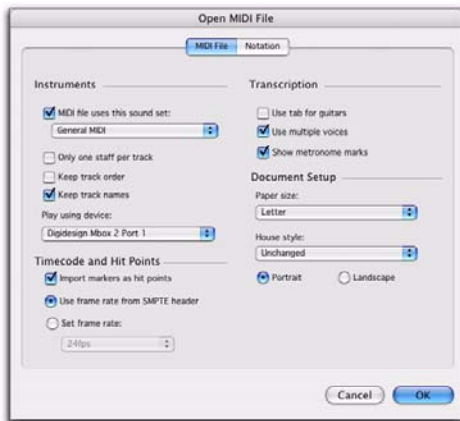 Open MIDI File
MIDI File Notation
Instruments
MIDI file uses this sound set:
General MIDI
Only one staff per track
Keep track order
Keep track names
Play using device:
Digidesign Mbox 2 Port 1
Timecode and Hit Points
Import markers as hit points
Use frame rate from SMPTE header
Set frame rate:
24fps
Transcription
Use tab for guitars
Use multiple voices
Show metronome marks
Document Setup
Paper size:
Letter
House style:
Unchanged
Portrait Landscape
Cancel OK